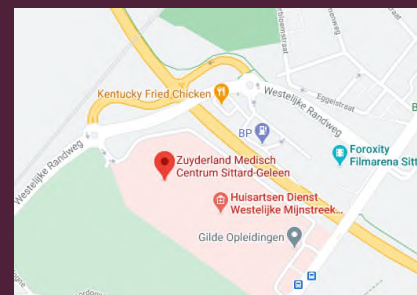 bloemstraat
Eggelstraat
Kentucky Fried Chicken
Westelijke Randweg
BP
Foroxity
Filmarena Sitt
Zuyderland Medisch
Centrum Sittard-Geleen
Westelijke Randweg
Huisartsen Dienst
Westelijke Mijnstreek...
Gilde Opleidingen